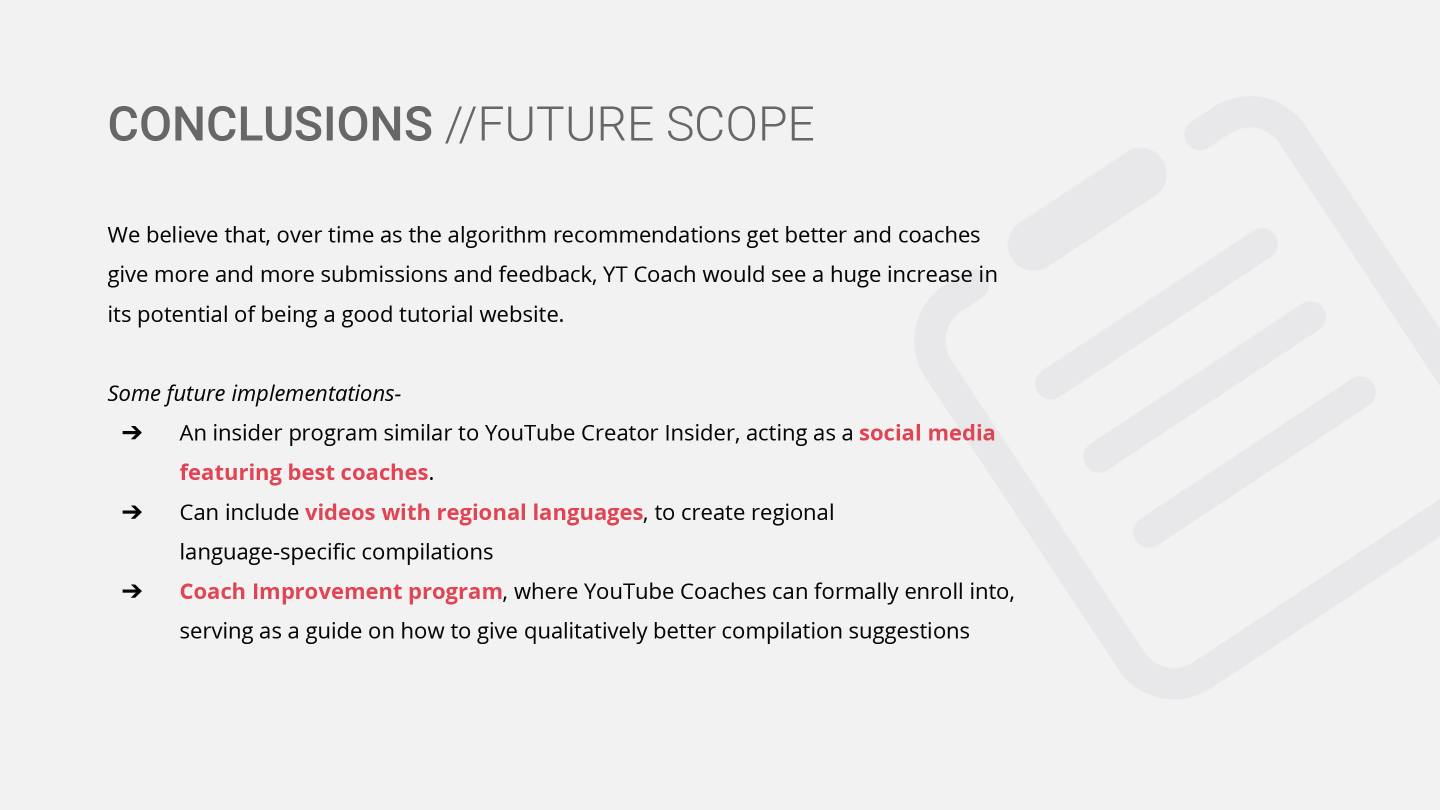 CONCLUSIONS //FUTURE SCOPE
We believe that, over time as the algorithm recommendations get better and coaches
give more and more submissions and feedback, YT Coach would see a huge increase in
its potential of being a good tutorial website.
Some future implementations-
➔ An insider program similar to YouTube Creator Insider, acting as a social media
featuring best coaches.
➔ Can include videos with regional languages, to create regional
language-specific compilations
➔ Coach Improvement program, where YouTube Coaches can formally enroll into,
serving as a guide on how to give qualitatively better compilation suggestions